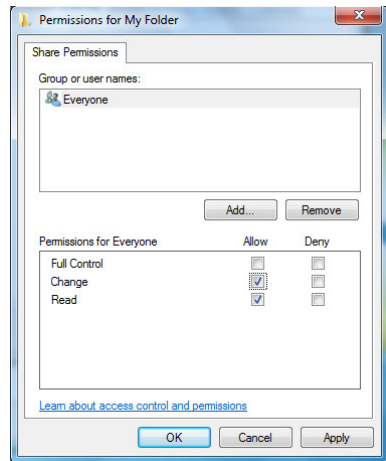 Permissions for My Folder
Share Permissions
Group or user names:
Everyone
Add... Remove
Permissions for Everyone Allow Deny
Full Control
Change
Read
Learn about access control and permissions
OK Cancel Apply